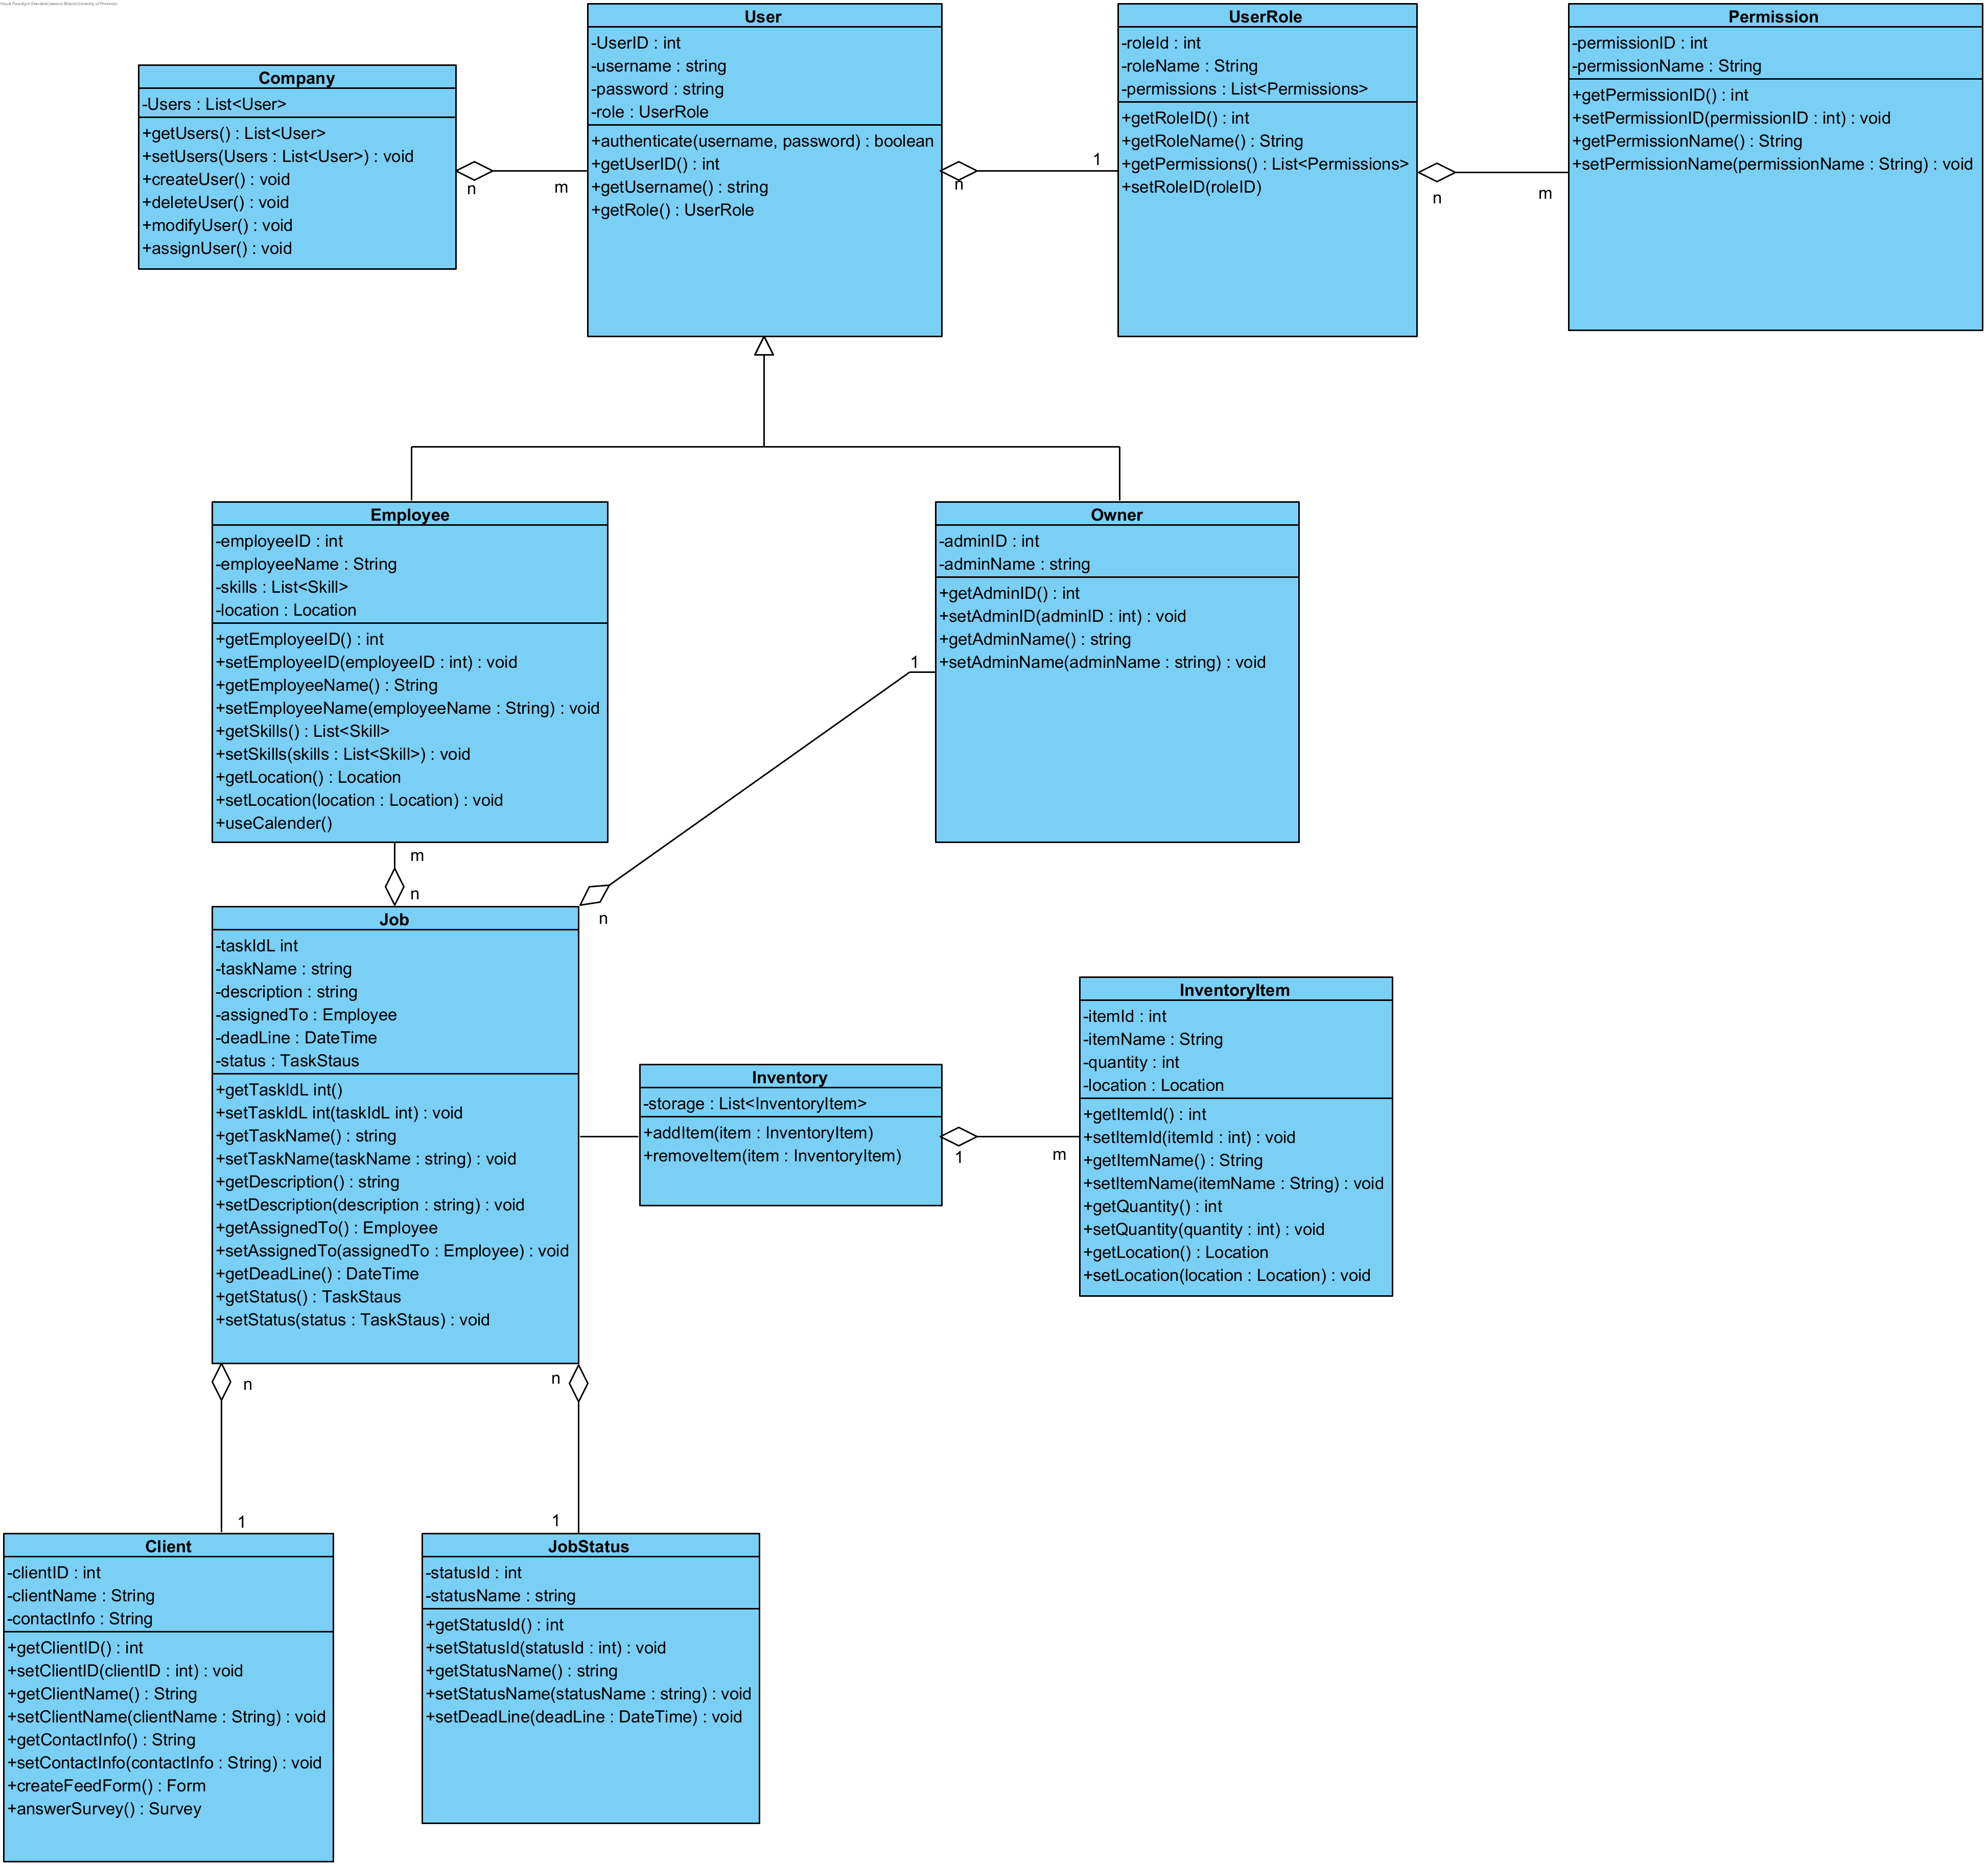 Visual Paradigm Standard
User
-UserID : int
-username : string
-password : string
-role : UserRole
+authenticate(username, password) : boolean
+getUserID() : int
+getUsername() : string
+getRole() : UserRole
UserRole
-roleId : int
-roleName : String
-permissions : List<Permissions>
+getRoleID() : int
+getRoleName() : String
+getPermissions() : List<Permissions>
+setRoleID(roleID)
Permission
-permissionID : int
-permissionName : String
+getPermissionID() : int
+setPermissionID(permissionID : int) : void
+getPermissionName() : String
+setPermissionName(permissionName : String) : void
Company
-Users : List<User>
+getUsers() : List<User>
+setUsers(Users : List<User>) : void
+createUser() : void
+deleteUser() : void
+modifyUser() : void
+assignUser() : void
n
m
n
1
n
m
Employee
-employeeID : int
-employeeName : String
-skills : List<Skill>
-location : Location
+getEmployeeID() : int
+setEmployeeID(employeeID : int) : void
+getEmployeeName() : String
+setEmployeeName(employeeName : String) : void
+getSkills() : List<Skill>
+setSkills(skills : List<Skill>) : void
+getLocation() : Location
+setLocation(location : Location) : void
+useCalender()
Owner
-adminID : int
-adminName : string
+getAdminID() : int
+setAdminID(adminID : int) : void
+getAdminName() : string
+setAdminName(adminName : string) : void
1
m
n
n
Job
-taskIdL int
-taskName : string
-description : string
-assignedTo : Employee
-deadLine : DateTime
-status : TaskStaus
+getTaskIdL int()
+setTaskIdL int(taskIdL int) : void
+getTaskName() : string
+setTaskName(taskName : string) : void
+getDescription() : string
+setDescription(description : string) : void
+getAssignedTo() : Employee
+setAssignedTo(assignedTo : Employee) : void
+getDeadLine() : DateTime
+getStatus() : TaskStaus
+setStatus(status : TaskStaus) : void
Inventory
-storage : List<InventoryItem>
+addItem(item : InventoryItem)
+removeItem(item : InventoryItem)
1
m
InventoryItem
-itemId : int
-itemName : String
-quantity : int
-location : Location
+getItemId() : int
+setItemId(itemId : int) : void
+getItemName() : String
+setItemName(itemName : String) : void
+getQuantity() : int
+setQuantity(quantity : int) : void
+getLocation() : Location
+setLocation(location : Location) : void
n
n
1
1
Client
-clientID : int
-clientName : String
-contactInfo : String
+getClientID() : int
+setClientID(clientID : int) : void
+getClientName() : String
+setClientName(clientName : String) : void
+getContactInfo() : String
+setContactInfo(contactInfo : String) : void
+createFeedForm() : Form
+answerSurvey() : Survey
JobStatus
-statusId : int
-statusName : string
+getStatusId() : int
+setStatusId(statusId : int) : void
+getStatusName() : string
+setStatusName(statusName : string) : void
+setDeadLine(deadLine : DateTime) : void